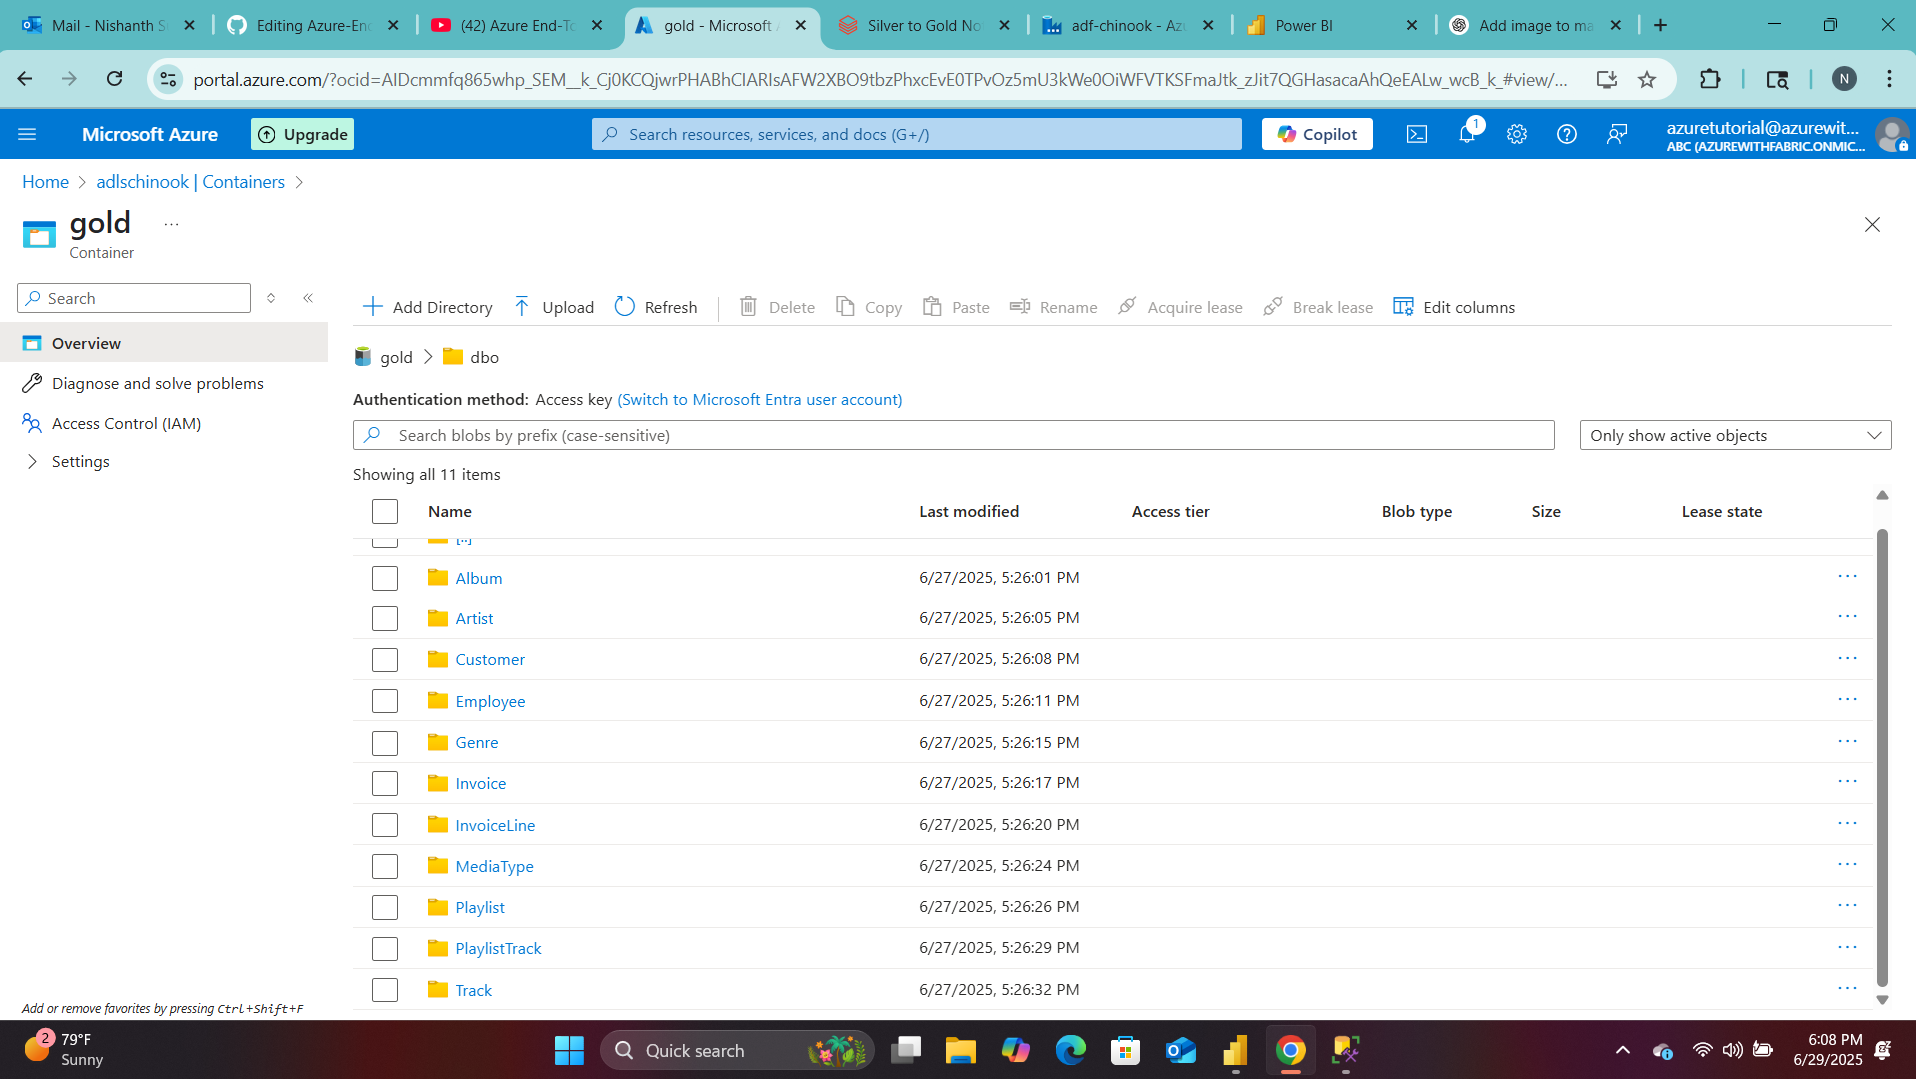 Mail - Nishanth S
Editing Azure-En
(42) Azure End-To
gold - Microsoft A
Silver to Gold No
adf-chinook - Az
Power BI
Add image to ma
portal.azure.com/?ocid=AIDcmmfq865whp_SEM__k_Cj0KCQjwrPHABhCIARIsAFW2XBO9tbzPhxcEvE0TPvOz5mU3kWe0OiWFVTKSFmaJtk_zJit7QGHasacaAhQeEALw_wcB_k_#view/...
N
Microsoft Azure
Upgrade
Search resources, services, and docs (G+/)
Copilot
1
azuretutorial@azurewit...
ABC (AZUREWITHFABRIC.ONMIC...
Home > adlschinook | Containers >
gold ...
Container
Search
Overview
Diagnose and solve problems
Access Control (IAM)
Settings
Add or remove favorites by pressing Ctrl+Shift+F
Add Directory Upload Refresh Delete Copy Paste Rename Acquire lease Break lease Edit columns
gold > dbo
Authentication method: Access key (Switch to Microsoft Entra user account)
Search blobs by prefix (case-sensitive)
Only show active objects
Showing all 11 items
Name Last modified Access tier Blob type Size Lease state
[..]
Album 6/27/2025, 5:26:01 PM ...
Artist 6/27/2025, 5:26:05 PM ...
Customer 6/27/2025, 5:26:08 PM ...
Employee 6/27/2025, 5:26:11 PM ...
Genre 6/27/2025, 5:26:15 PM ...
Invoice 6/27/2025, 5:26:17 PM ...
InvoiceLine 6/27/2025, 5:26:20 PM ...
MediaType 6/27/2025, 5:26:24 PM ...
Playlist 6/27/2025, 5:26:26 PM ...
PlaylistTrack 6/27/2025, 5:26:29 PM ...
Track 6/27/2025, 5:26:32 PM ...
2
79°F
Sunny
Quick search
6:08 PM
6/29/2025